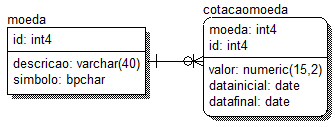 moeda
id: int4
descricao: varchar(40)
simbolo: bpchar
cotacaomoeda
moeda: int4
id: int4
valor: numeric(15,2)
datainicial: date
datafinal: date